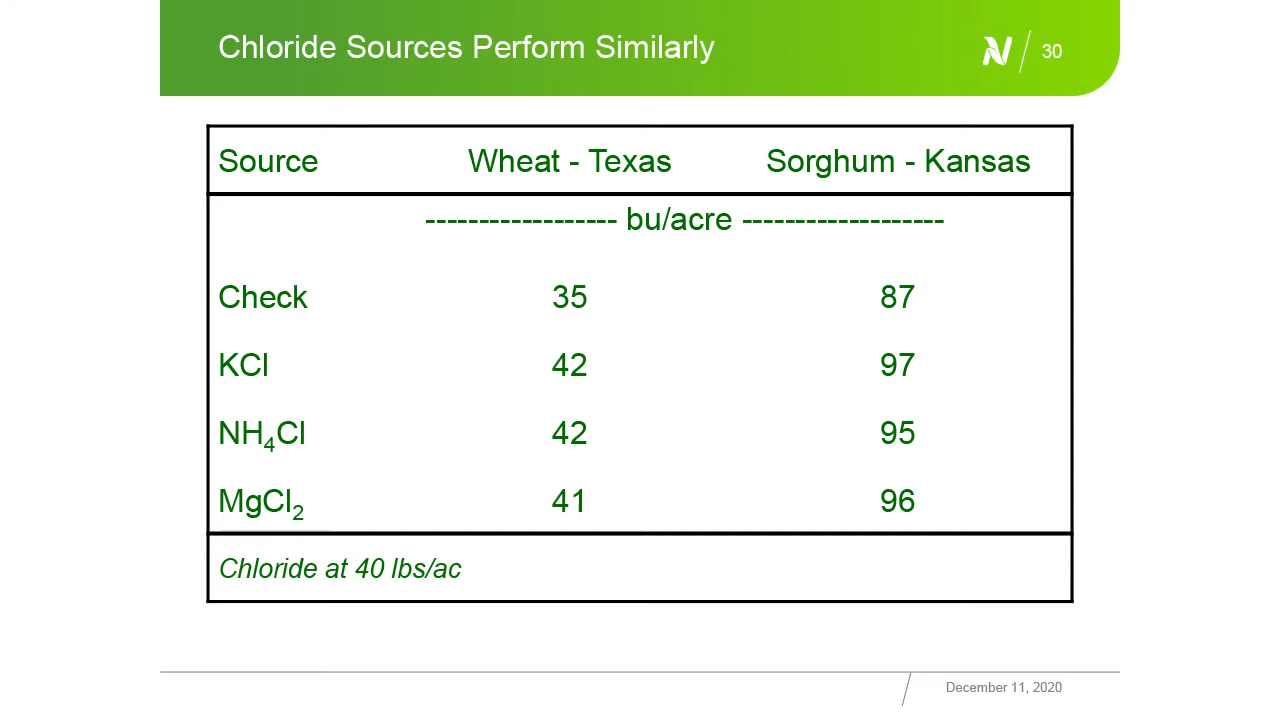 Chloride Sources Perform Similarly
30
Source Wheat - Texas Sorghum - Kansas
------------------ bu/acre -------------------
Check 35 87
KCl 42 97
NH₄Cl 42 95
MgCl₂ 41 96
Chloride at 40 lbs/ac
December 11, 2020